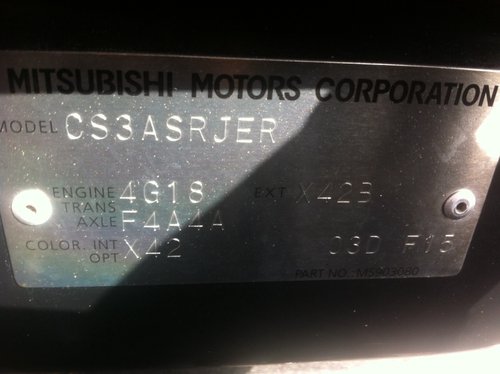 MITSUBISHI MOTORS CORPORATION
MODEL CS3ASRJER
ENGINE 4G18 EXT X42B
TRANS AXLE F4A4A
COLOR. INT X42 03D F15
OPT
PART NO. M5903080